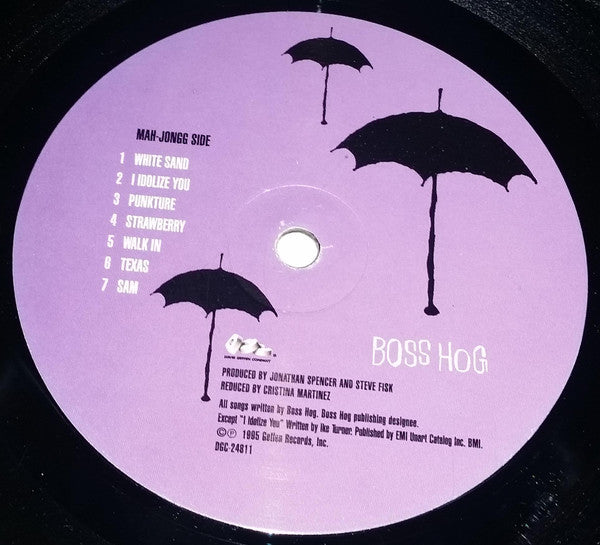 MAH-JONGG SIDE
1 WHITE SAND
2 I IDOLIZE YOU
3 PUNKTURE
4 STRAWBERRY
5 WALK IN
6 TEXAS
7 SAM
DAVID GEFFEN COMPANY
BOSS HOG
PRODUCED BY JONATHAN SPENCER AND STEVE FISK
REDUCED BY CRISTINA MARTINEZ
All songs written by Boss Hog. Boss Hog publishing designee.
Except "I Idolize You" Written by Ike Turner. Published by EMI Unart Catalog Inc. BMI.
© ℗ 1995 Geffen Records, Inc.
DGC-24811